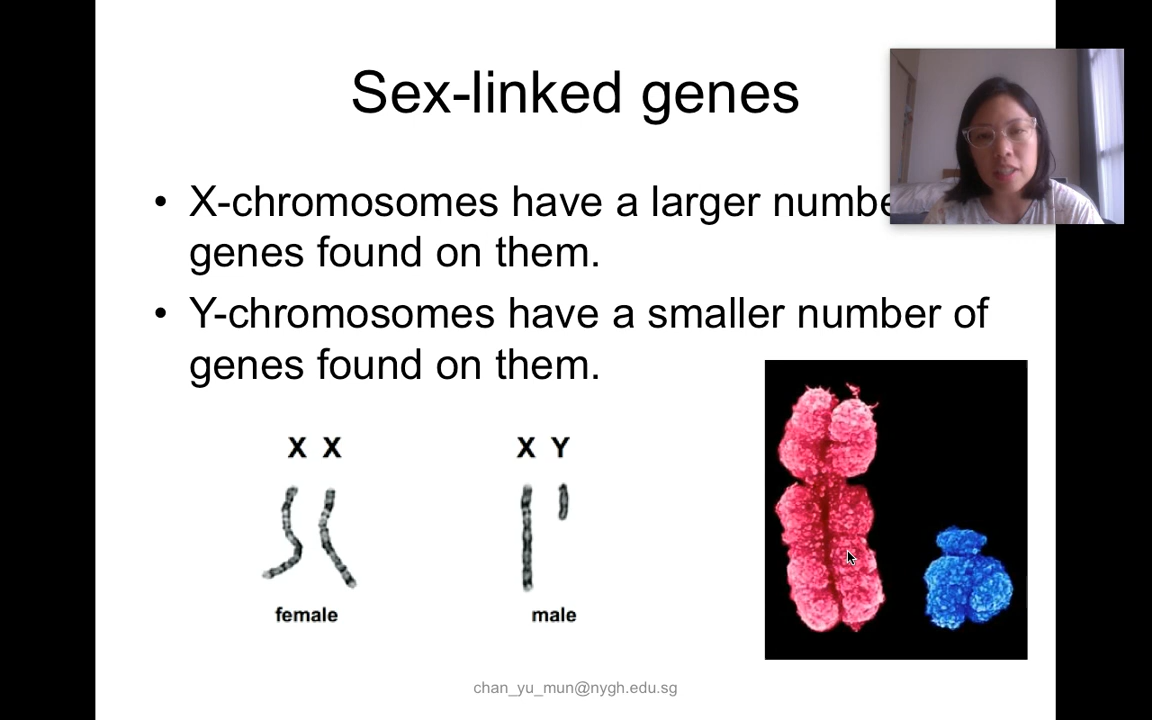 Sex-linked genes
• X-chromosomes have a larger
genes found on them.
• Y-chromosomes have a smaller number of
genes found on them.
X X
X Y
female
male
chan_yu_mun@nygh.edu.sg